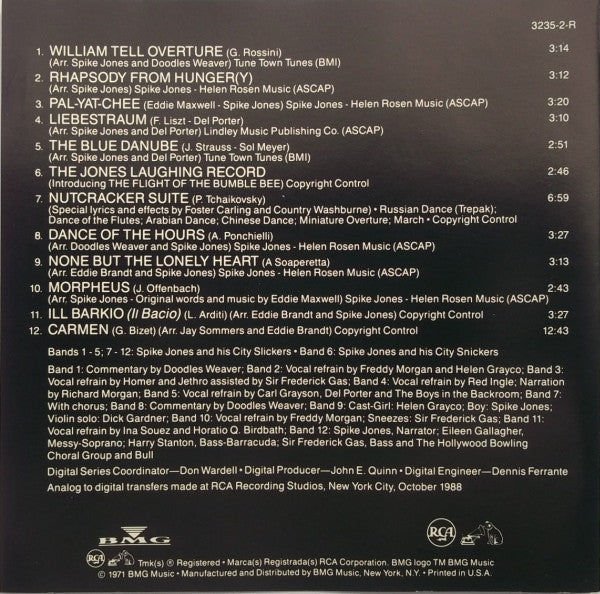 3235-2-R
1. WILLIAM TELL OVERTURE (G. Rossini) 3:14
(Arr. Spike Jones and Doodles Weaver) Tune Town Tunes (BMI)
2. RHAPSODY FROM HUNGER(Y) 3:12
(Arr. Spike Jones) Spike Jones - Helen Rosen Music (ASCAP)
3. PAL-YAT-CHEE (Eddie Maxwell - Spike Jones) Spike Jones - Helen Rosen Music (ASCAP) 3:20
4. LIEBESTRAUM (F. Liszt - Del Porter) 3:10
(Arr. Spike Jones and Del Porter) Lindley Music Publishing Co. (ASCAP)
5. THE BLUE DANUBE (J. Strauss - Sol Meyer) 2:51
(Arr. Spike Jones and Del Porter) Tune Town Tunes (BMI)
6. THE JONES LAUGHING RECORD 2:46
(Introducing THE FLIGHT OF THE BUMBLE BEE) Copyright Control
7. NUTCRACKER SUITE (P. Tchaikovsky) 6:59
(Special lyrics and effects by Foster Carling and Country Washburne) • Russian Dance (Trepak);
Dance of the Flutes; Arabian Dance; Chinese Dance; Miniature Overture; March • Copyright Control
8. DANCE OF THE HOURS (A. Ponchielli) 3:27
(Arr. Doodles Weaver and Spike Jones) Spike Jones - Helen Rosen Music (ASCAP)
9. NONE BUT THE LONELY HEART (A Soaperetta) 3:13
(Arr. Eddie Brandt and Spike Jones) Spike Jones - Helen Rosen Music (ASCAP)
10. MORPHEUS (J. Offenbach) 2:43
(Arr. Spike Jones - Original words and music by Eddie Maxwell) Spike Jones - Helen Rosen Music (ASCAP)
11. ILL BARKIO (Il Bacio) (L. Arditi) (Arr. Eddie Brandt and Spike Jones) Copyright Control 3:27
12. CARMEN (G. Bizet) (Arr. Jay Sommers and Eddie Brandt) Copyright Control 12:43
Bands 1 - 5; 7 - 12: Spike Jones and his City Slickers • Band 6: Spike Jones and his City Snickers
Band 1: Commentary by Doodles Weaver; Band 2: Vocal refrain by Freddy Morgan and Helen Grayco; Band 3:
Vocal refrain by Homer and Jethro assisted by Sir Frederick Gas; Band 4: Vocal refrain by Red Ingle; Narration
by Richard Morgan; Band 5: Vocal refrain by Carl Grayson, Del Porter and The Boys in the Backroom; Band 7:
With chorus; Band 8: Commentary by Doodles Weaver; Band 9: Cast-Girl: Helen Grayco; Boy: Spike Jones;
Violin solo: Dick Gardner; Band 10: Vocal refrain by Freddy Morgan; Sneezes: Sir Frederic Gas; Band 11:
Vocal refrain by Ina Souez and Horatio Q. Birdbath; Band 12: Spike Jones, Narrator; Eileen Gallagher,
Messy-Soprano; Harry Stanton, Bass-Barracuda; Sir Frederic Gas, Bass and The Hollywood Bowling
Choral Group and Bull
Digital Series Coordinator—Don Wardell • Digital Producer—John E. Quinn • Digital Engineer—Dennis Ferrante
Analog to digital transfers made at RCA Recording Studios, New York City, October 1988
BMG
RCA
RCA Tmk(s) ® Registered • Marca(s) Registrada(s) RCA Corporation. BMG logo TM BMG Music
© 1971 BMG Music • Manufactured and Distributed by BMG Music, New York, N.Y. • Printed in U.S.A.